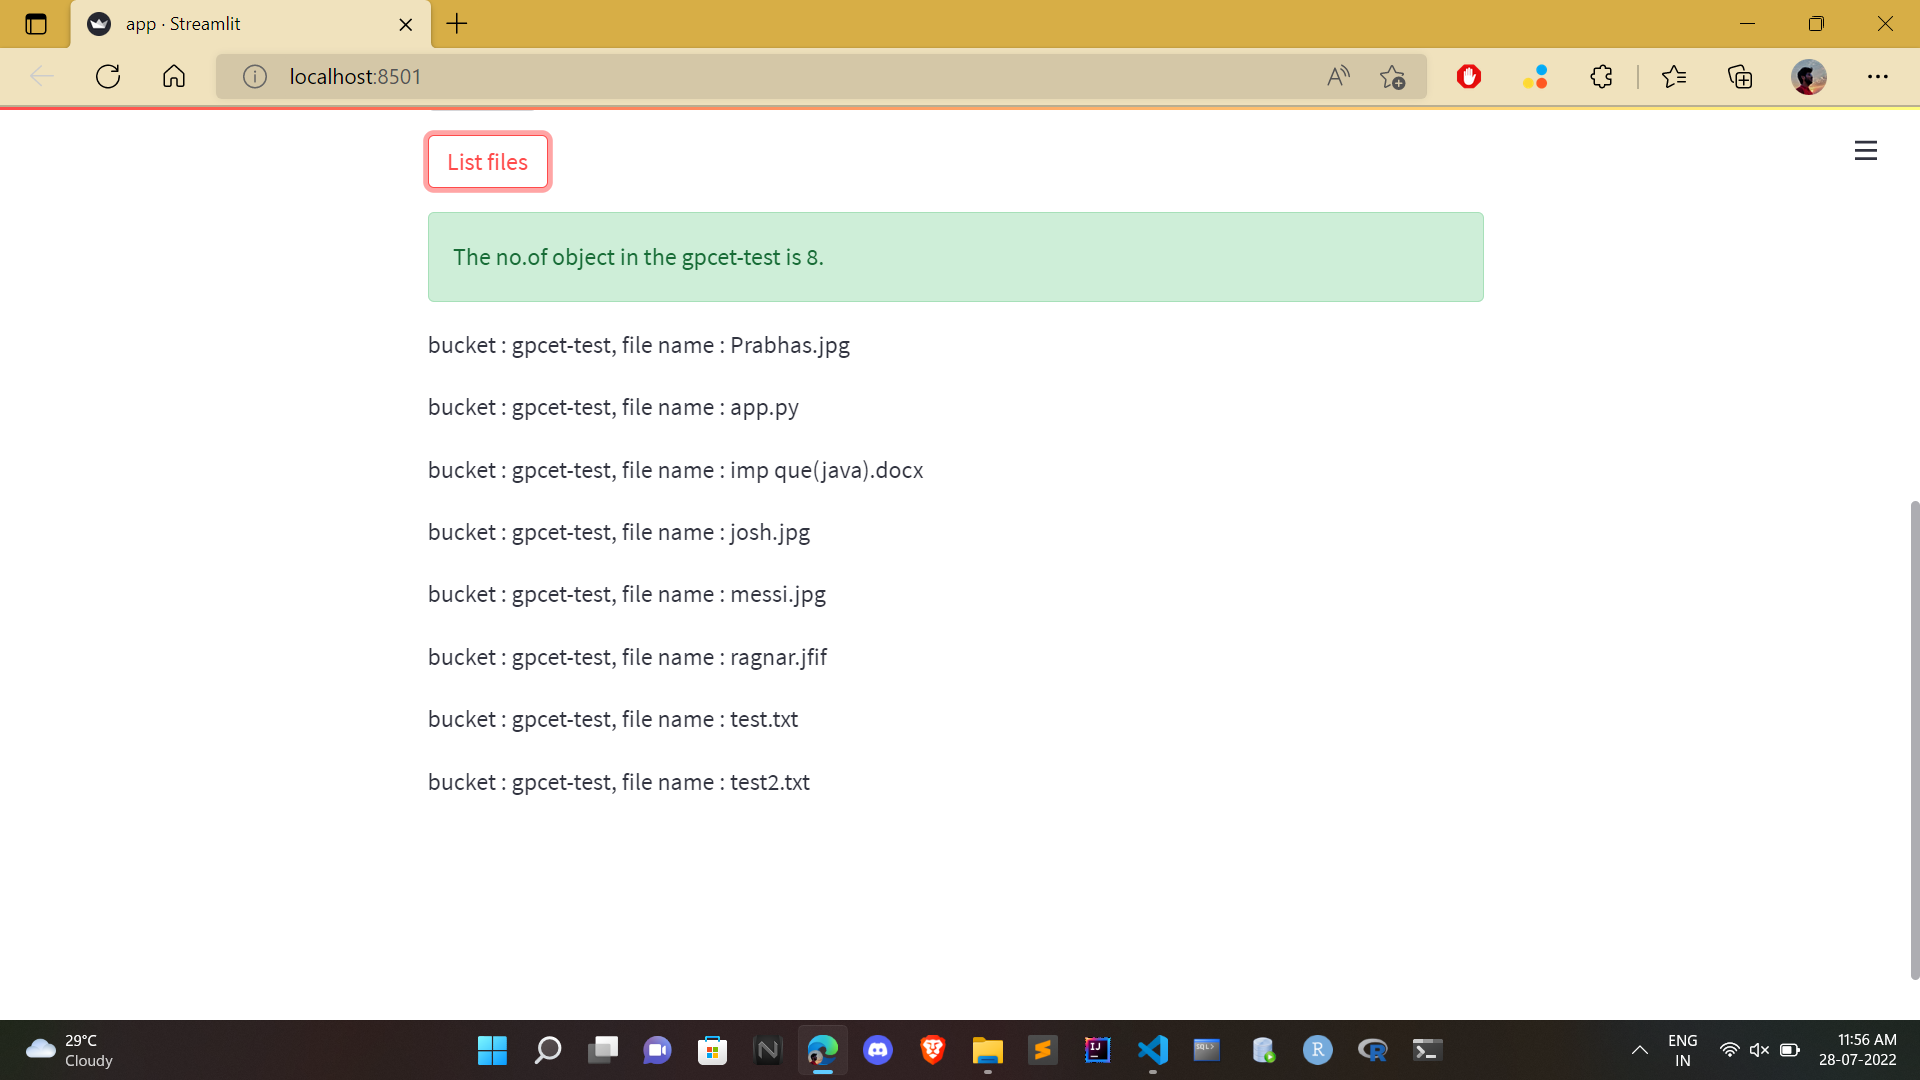 app · Streamlit
localhost:8501
List files
The no.of object in the gpcet-test is 8.
bucket : gpcet-test, file name : Prabhas.jpg
bucket : gpcet-test, file name : app.py
bucket : gpcet-test, file name : imp que(java).docx
bucket : gpcet-test, file name : josh.jpg
bucket : gpcet-test, file name : messi.jpg
bucket : gpcet-test, file name : ragnar.jfif
bucket : gpcet-test, file name : test.txt
bucket : gpcet-test, file name : test2.txt
29°C
Cloudy
ENG
IN
11:56 AM
28-07-2022